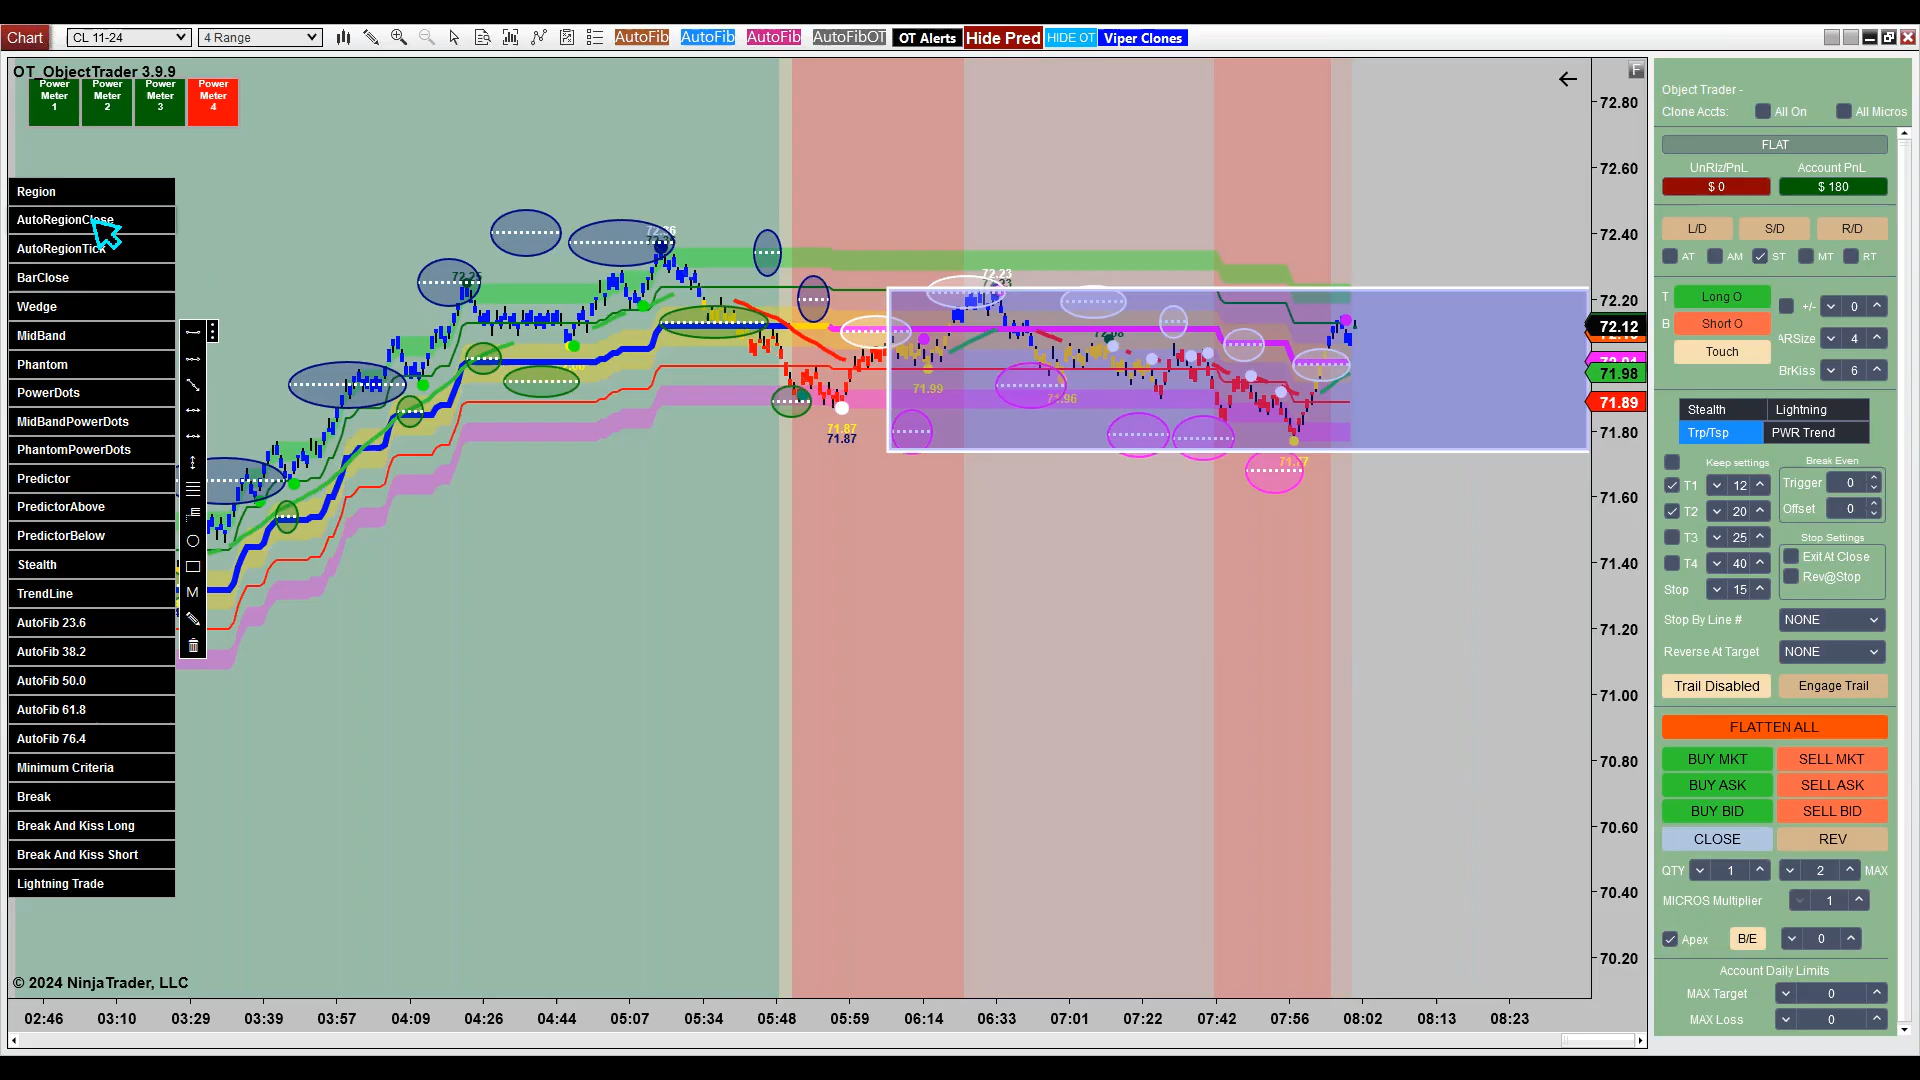 Chart
CL 11-24
4 Range
AutoFib
AutoFib
AutoFib
AutoFibOT
OT Alerts
Hide Pred
HIDE OT
Viper Clones
OT_ObjectTrader 3.9.9
Power Meter 1
Power Meter 2
Power Meter 3
Power Meter 4
Region
AutoRegionClose
AutoRegionTick
BarClose
Wedge
MidBand
Phantom
PowerDots
MidBandPowerDots
PhantomPowerDots
Predictor
PredictorAbove
PredictorBelow
Stealth
TrendLine
AutoFib 23.6
AutoFib 38.2
AutoFib 50.0
AutoFib 61.8
AutoFib 76.4
Minimum Criteria
Break
Break And Kiss Long
Break And Kiss Short
Lightning Trade
M
72.25
72.23
71.99
71.96
71.87
71.87
© 2024 NinjaTrader, LLC
02:46 03:10 03:29 03:39 03:57 04:09 04:26 04:44 05:07 05:34 05:48 05:59 06:14 06:33 07:01 07:22 07:42 07:56 08:02 08:13 08:23
F
72.80
72.60
72.40
72.20
72.12
71.98
71.89
71.80
71.60
71.40
71.20
71.00
70.80
70.60
70.40
70.20
Object Trader -
Clone Accts: All On All Micros
FLAT
UnRlz/PnL Account PnL
$ 0 $ 180
L/D S/D R/D
AT AM ST MT RT
T Long O +/- 0
B Short O ARSize 4
Touch BrKiss 6
Stealth Lightning
Trp/Tsp PWR Trend
Keep settings Break Even
T1 12 Trigger 0
T2 20 Offset 0
T3 25 Stop Settings
T4 40 Exit At Close
Stop 15 Rev@Stop
Stop By Line # NONE
Reverse At Target NONE
Trail Disabled Engage Trail
FLATTEN ALL
BUY MKT SELL MKT
BUY ASK SELL ASK
BUY BID SELL BID
CLOSE REV
QTY 1 2 MAX
MICROS Multiplier 1
Apex B/E 0
Account Daily Limits
MAX Target 0
MAX Loss 0